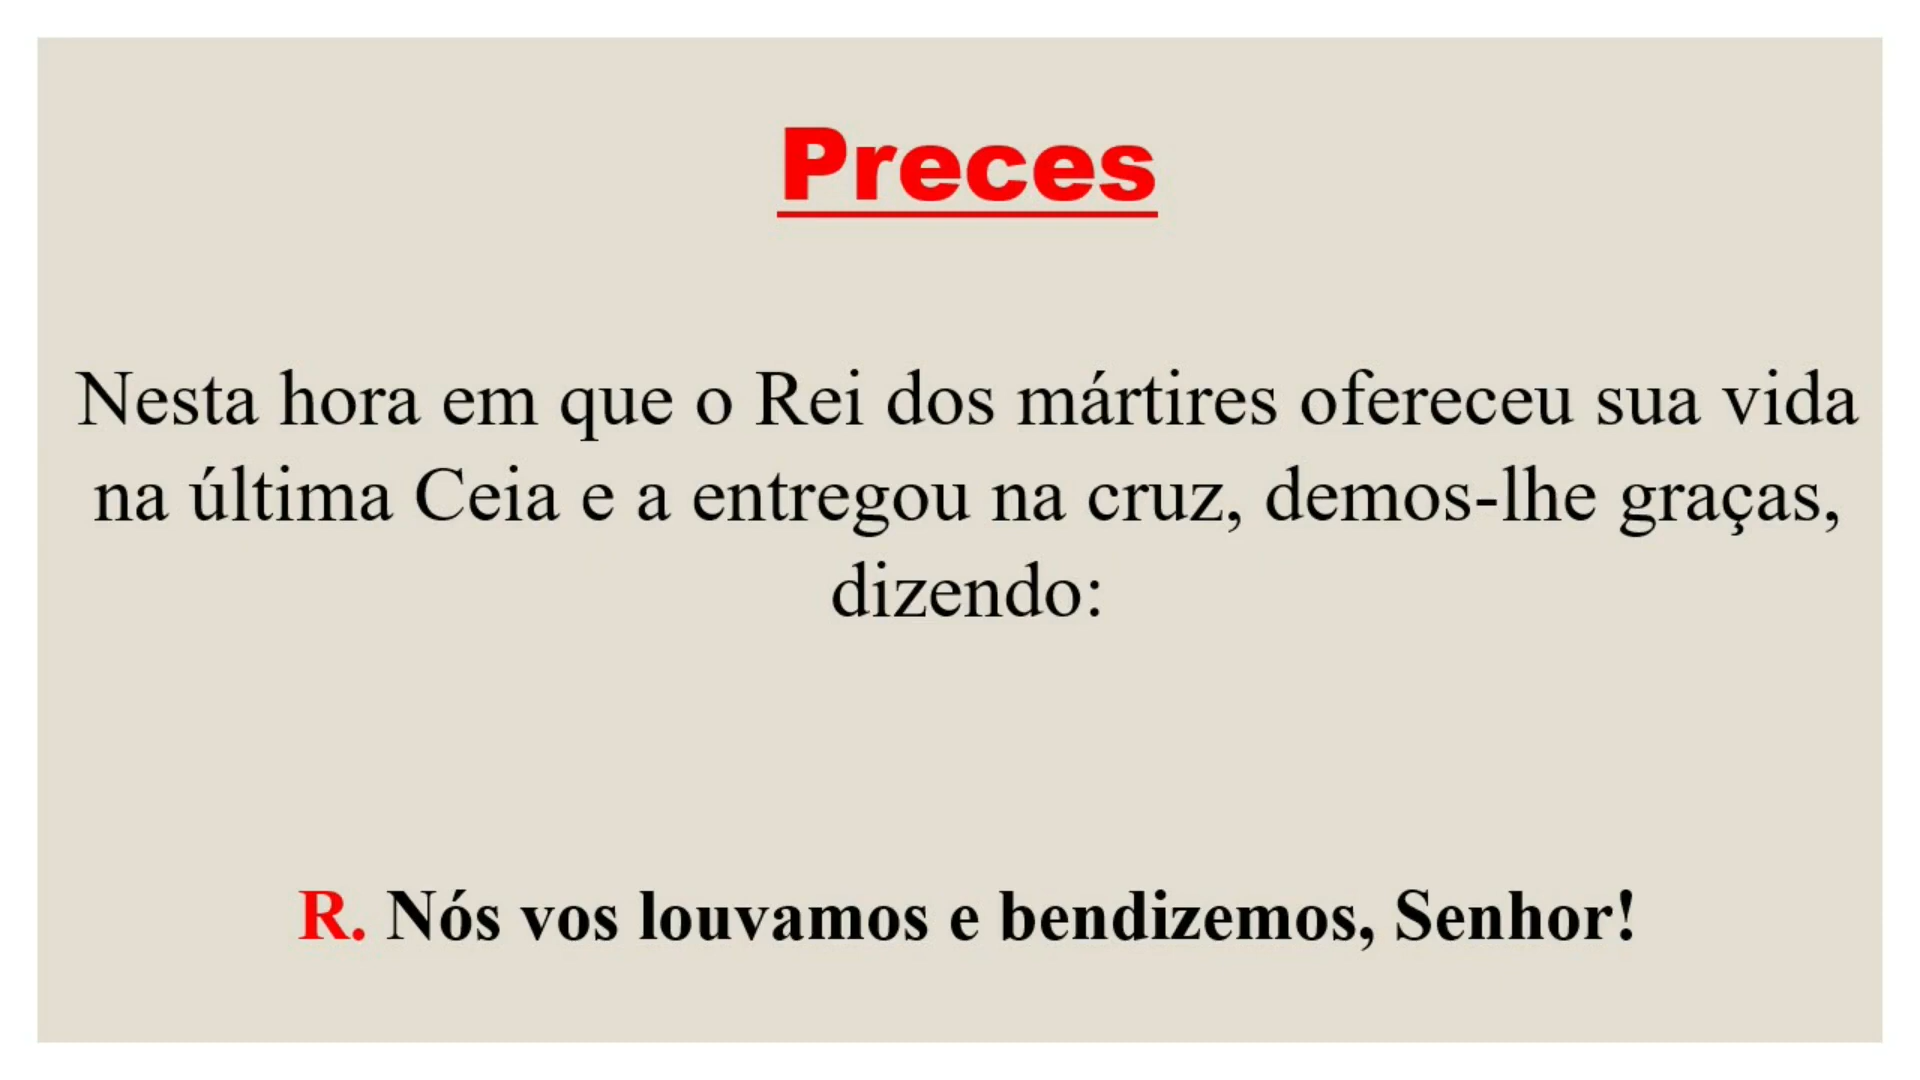 Preces
Nesta hora em que o Rei dos mártires ofereceu sua vida
na última Ceia e a entregou na cruz, demos-lhe graças,
dizendo:
R. Nós vos louvamos e bendizemos, Senhor!